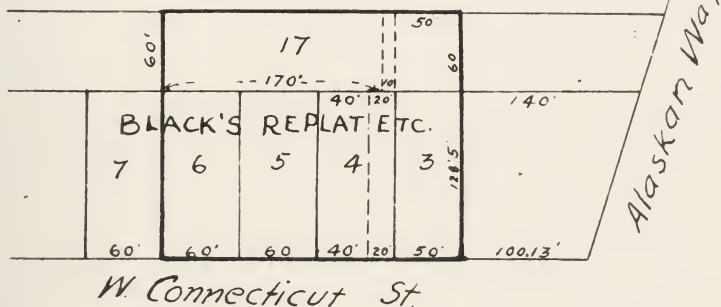 50'
60'
17
60
170'
10
40' 20'
140'
BLACK'S REPLAT ETC.
7 6 5 4 3
128.5
60' 60' 60 40' 20' 50' 100.13'
Alaskan Way
W. Connecticut St.